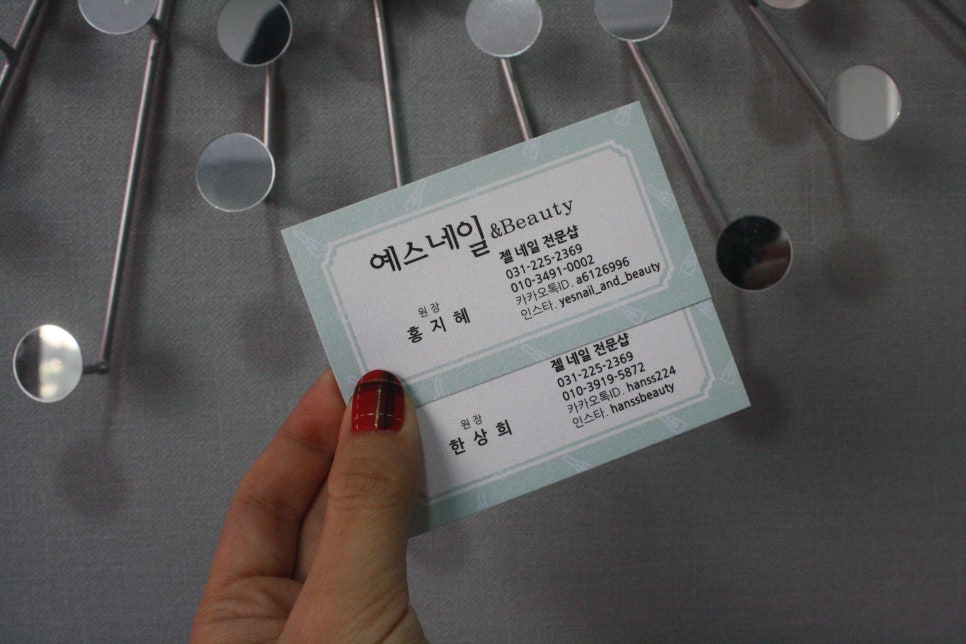 예스네일 &Beauty
젤 네일 전문샵
031-225-2369
010-3491-0002
카카오톡ID. a6126996
인스타. yesnail_and_beauty
원장
홍지혜
젤 네일 전문샵
031-225-2369
010-3919-5872
카카오톡ID. hanss224
인스타. hanssbeauty
원장
한상희